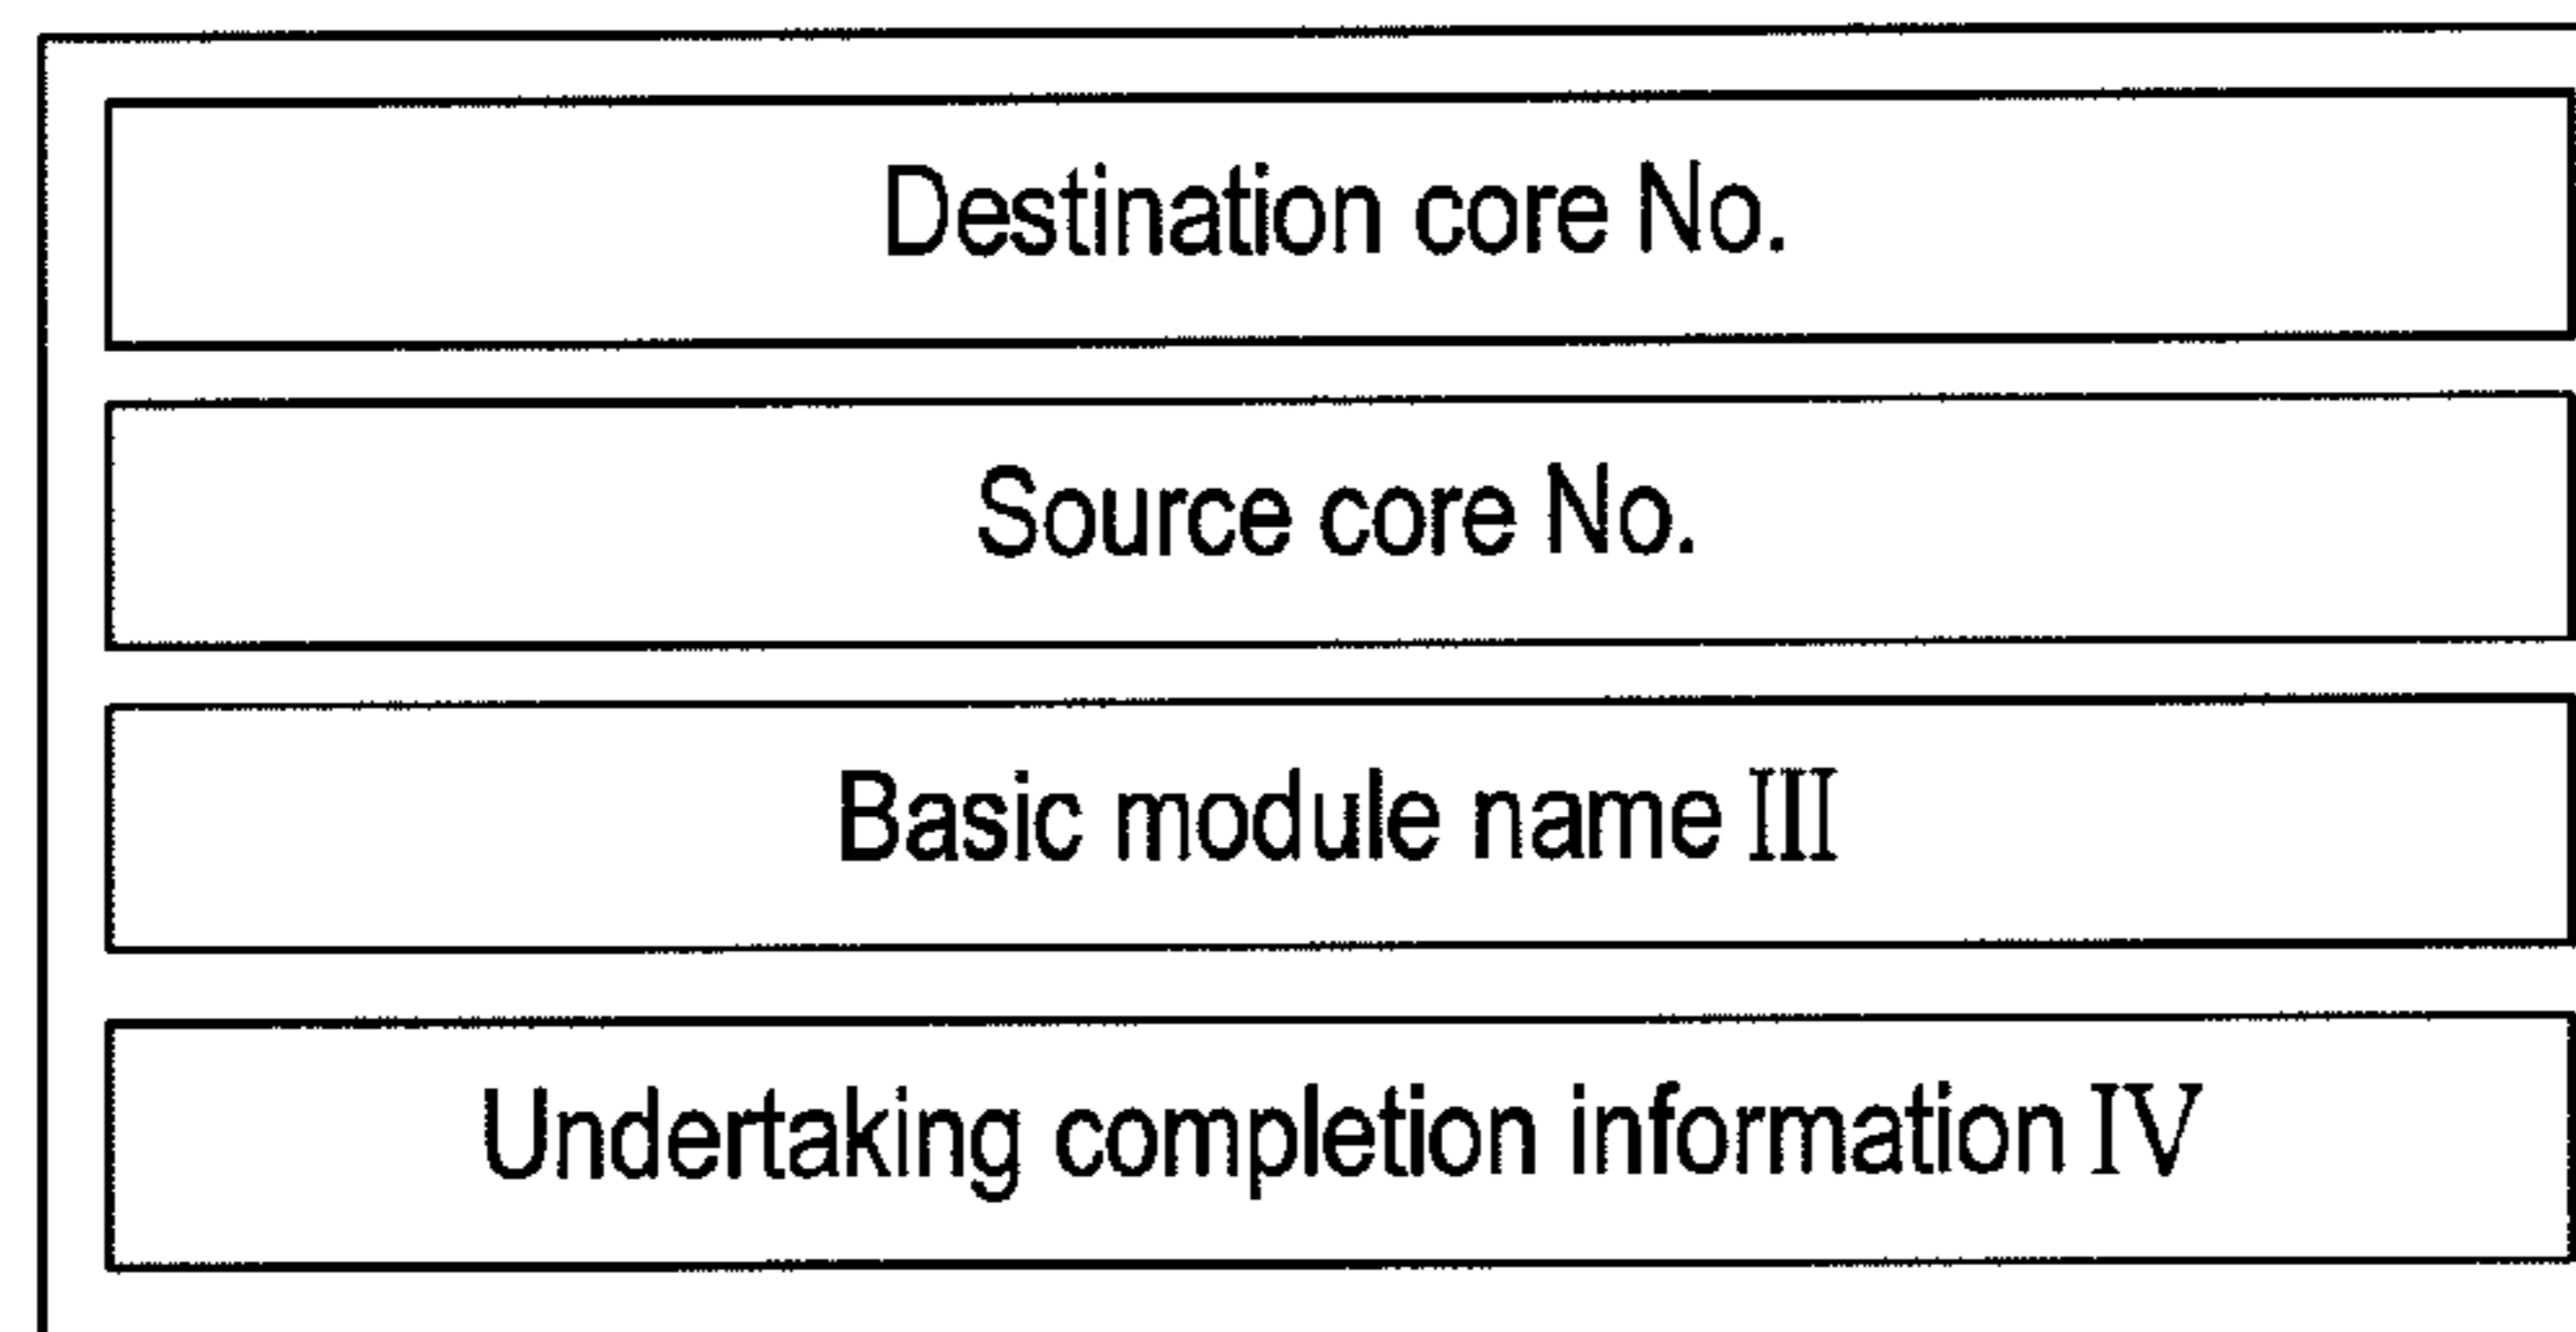 Destination core No.
Source core No.
Basic module name III
Undertaking completion information IV